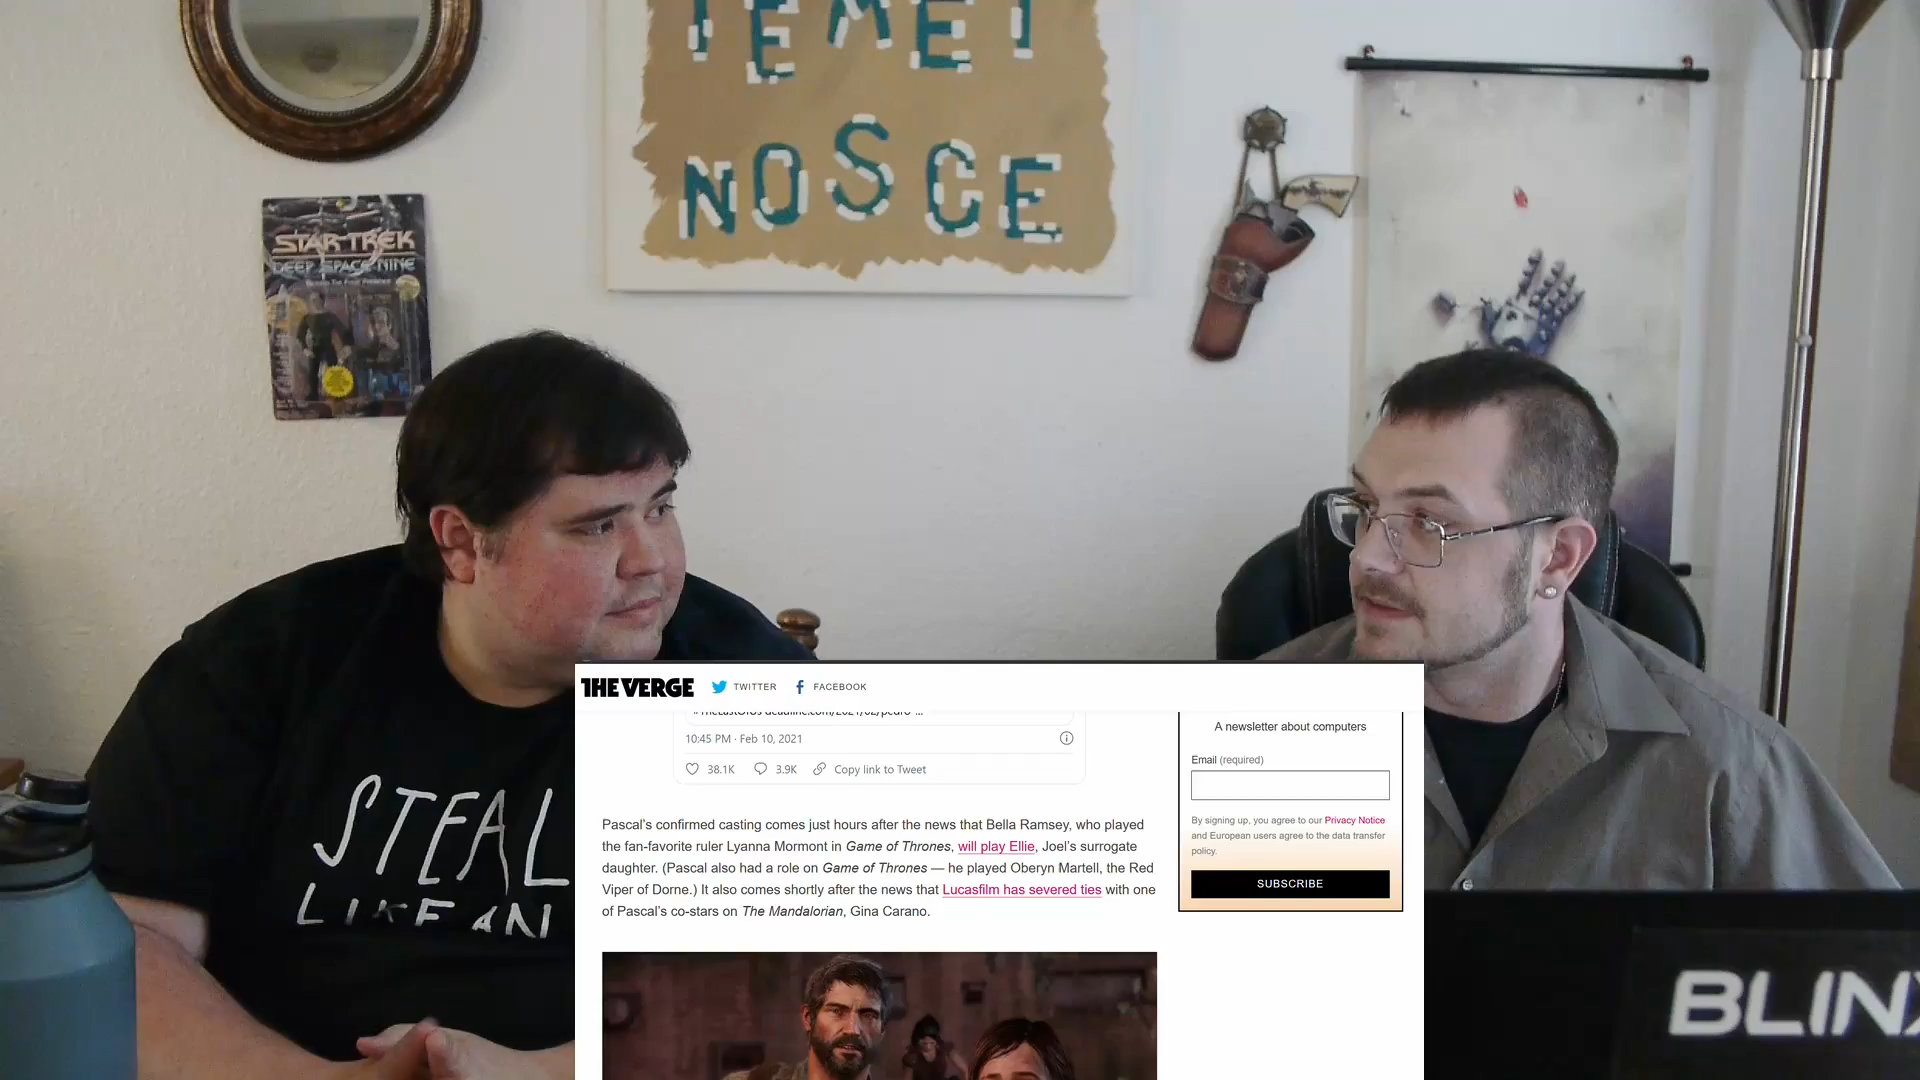 TEMET
NOSCE
STAR TREK
DEEP SPACE NINE
STEAL
LIKE AN
THE VERGE
TWITTER
FACEBOOK
10:45 PM · Feb 10, 2021
38.1K
3.9K
Copy link to Tweet
Pascal’s confirmed casting comes just hours after the news that Bella Ramsey, who played
the fan-favorite ruler Lyanna Mormont in Game of Thrones, will play Ellie, Joel’s surrogate
daughter. (Pascal also had a role on Game of Thrones — he played Oberyn Martell, the Red
Viper of Dorne.) It also comes shortly after the news that Lucasfilm has severed ties with one
of Pascal’s co-stars on The Mandalorian, Gina Carano.
A newsletter about computers
Email (required)
By signing up, you agree to our Privacy Notice
and European users agree to the data transfer
policy.
SUBSCRIBE
BLINX